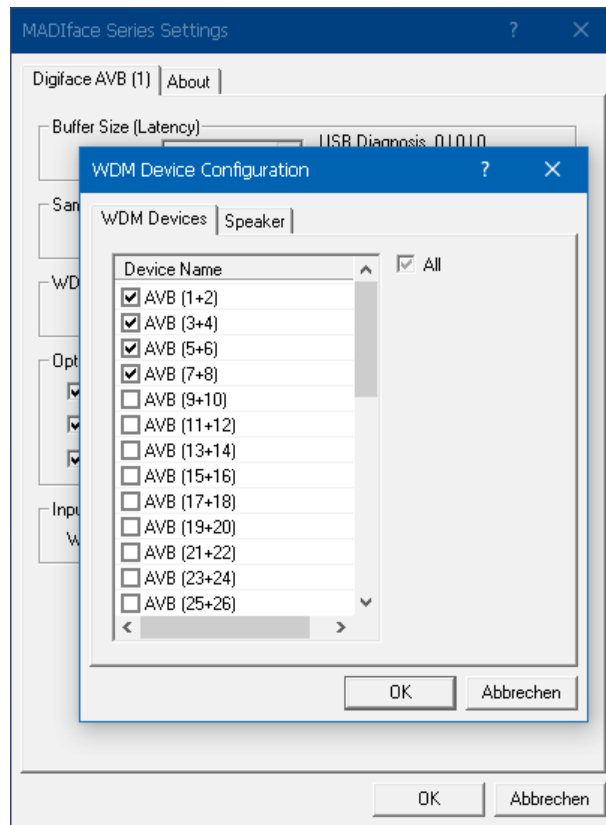 MADIface Series Settings
Digiface AVB (1) About
Buffer Size (Latency)
USB Diagnosis
WDM Device Configuration
WDM Devices Speaker
Device Name
All
AVB (1+2)
AVB (3+4)
AVB (5+6)
AVB (7+8)
AVB (9+10)
AVB (11+12)
AVB (13+14)
AVB (15+16)
AVB (17+18)
AVB (19+20)
AVB (21+22)
AVB (23+24)
AVB (25+26)
OK Abbrechen
OK Abbrechen